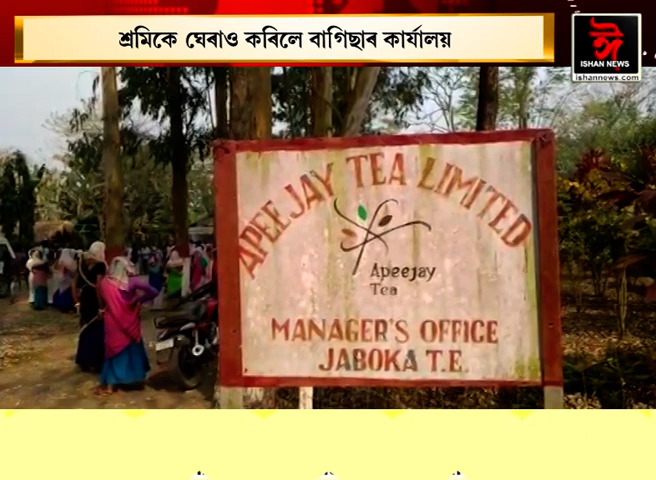 শ্ৰমিকে ঘেৰাও কৰিলে বাগিছাৰ কাৰ্যালয়
ঈ
ISHAN NEWS
ishannews.com
APEEJAY TEA LIMITED
Apeejay
Tea
MANAGER'S OFFICE
JABOKA T.E.